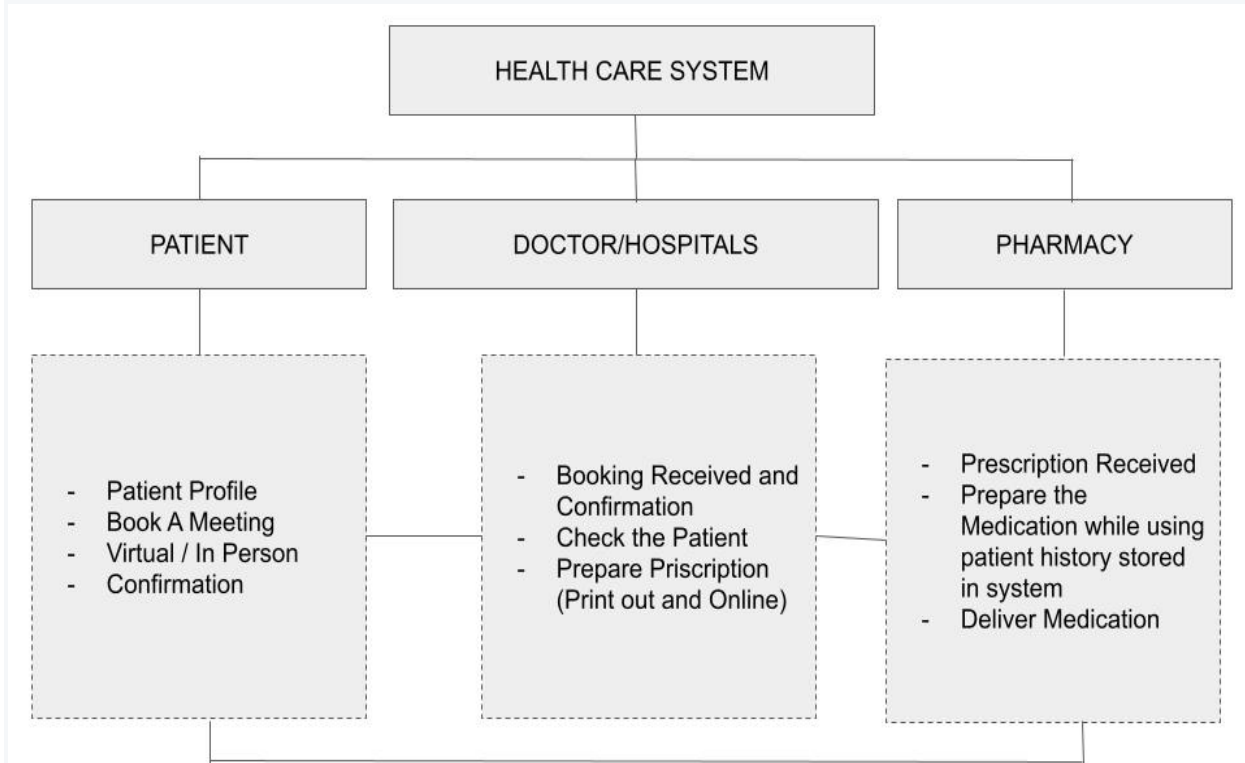 HEALTH CARE SYSTEM
PATIENT
DOCTOR/HOSPITALS
PHARMACY
- Patient Profile
- Book A Meeting
- Virtual / In Person
- Confirmation
- Booking Received and
Confirmation
- Check the Patient
- Prepare Priscription
(Print out and Online)
- Prescription Received
- Prepare the
Medication while using
patient history stored
in system
- Deliver Medication